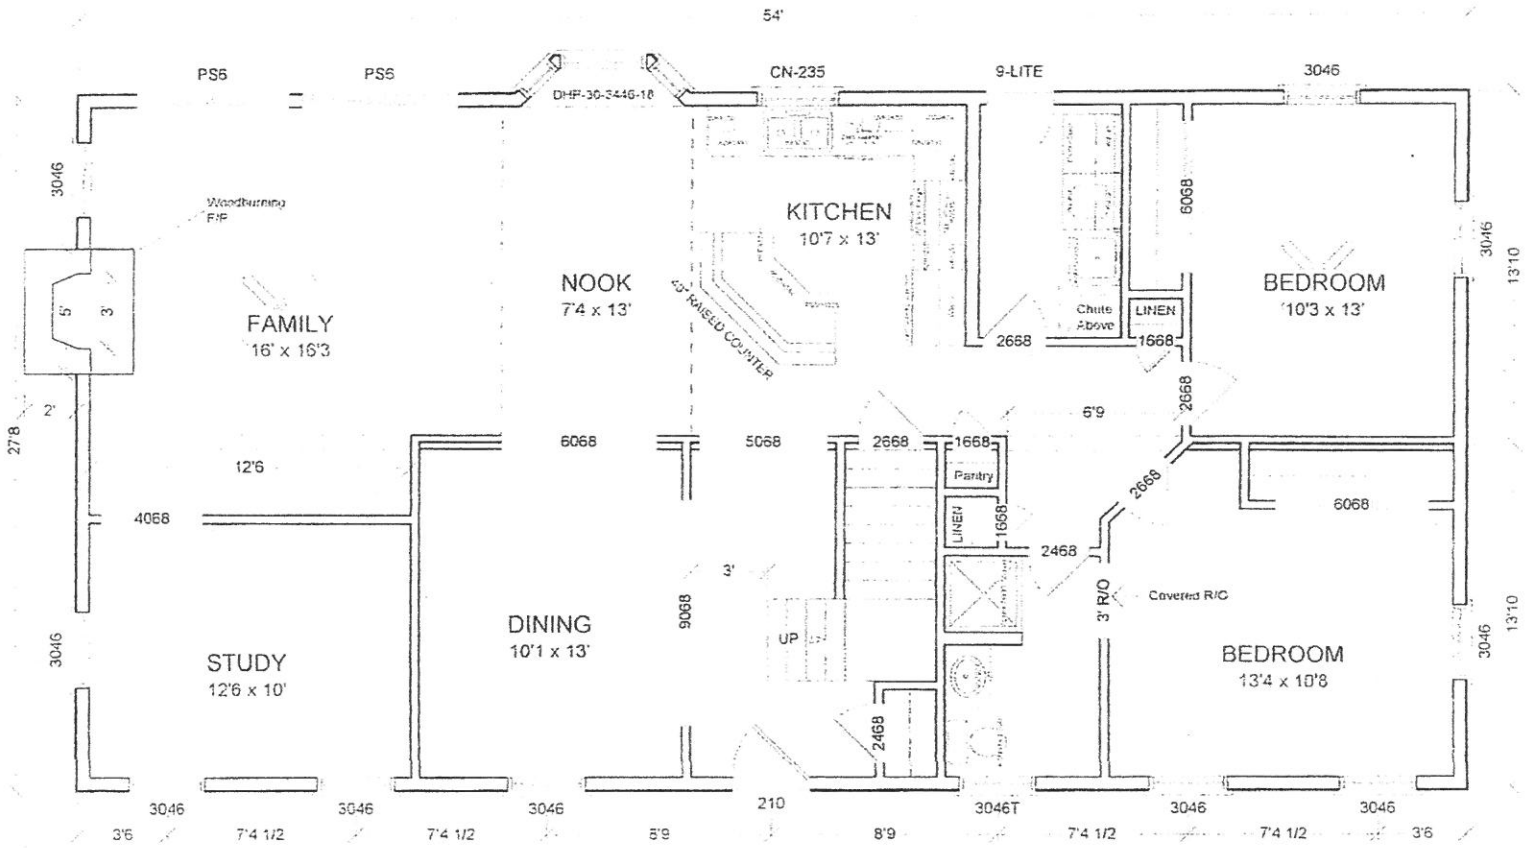 54'
PS6
PS6
CN-235
9-LITE
3046
DHP-30-3446-18
3046
Woodburning
F/P
6068
KITCHEN
10'7 x 13'
3046
13'10
5'
3'
NOOK
7'4 x 13'
BEDROOM
10'3 x 13'
FAMILY
16' x 16'3
43" RAISED COUNTER
Chute
Above
LINEN
2668
1668
2668
2'
6'9
27'8
6068
5068
2668
1668
12'6
Pantry
2668
4068
LINEN
1668
6068
2468
3'
3' R/O
Covered R/O
9068
13'10
3046
DINING
10'1 x 13'
UP
3046
STUDY
12'6 x 10'
BEDROOM
13'4 x 10'8
2468
3046
3046
3046
210
3046T
3046
3046
3'6
7'4 1/2
7'4 1/2
8'9
7'4 1/2
7'4 1/2
3'6